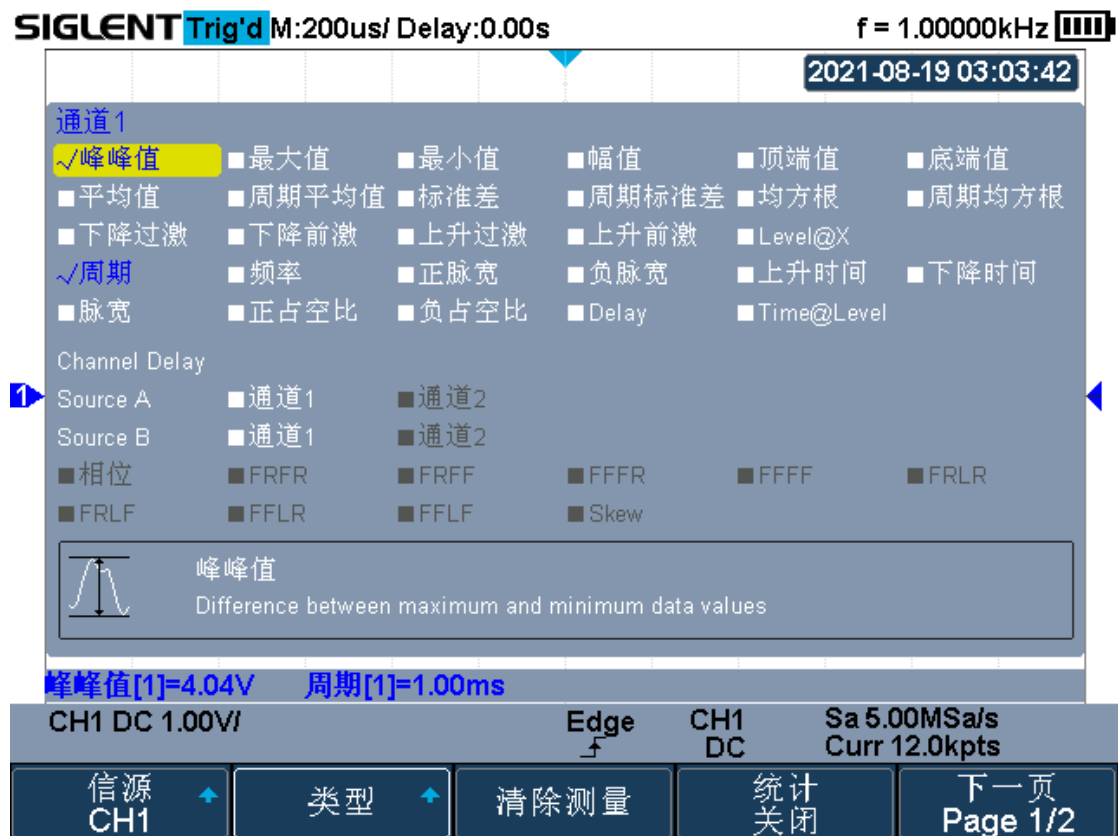 SIGLENT Trig'd M:200us/ Delay:0.00s f = 1.00000kHz
2021-08-19 03:03:42
通道1
√峰峰值 ■最大值 ■最小值 ■幅值 ■顶端值 ■底端值
■平均值 ■周期平均值 ■标准差 ■周期标准差 ■均方根 ■周期均方根
■下降过激 ■下降前激 ■上升过激 ■上升前激 ■Level@X
√周期 ■频率 ■正脉宽 ■负脉宽 ■上升时间 ■下降时间
■脉宽 ■正占空比 ■负占空比 ■Delay ■Time@Level
Channel Delay
1 Source A ■通道1 ■通道2
Source B ■通道1 ■通道2
■相位 ■FRFR ■FRFF ■FFFR ■FFFF ■FRLR
■FRLF ■FFLR ■FFLF ■Skew
峰峰值
Difference between maximum and minimum data values
峰峰值[1]=4.04V 周期[1]=1.00ms
CH1 DC 1.00V/ Edge CH1 Sa 5.00MSa/s
DC Curr 12.0kpts
信源 类型 清除测量 统计 下一页
CH1 关闭 Page 1/2